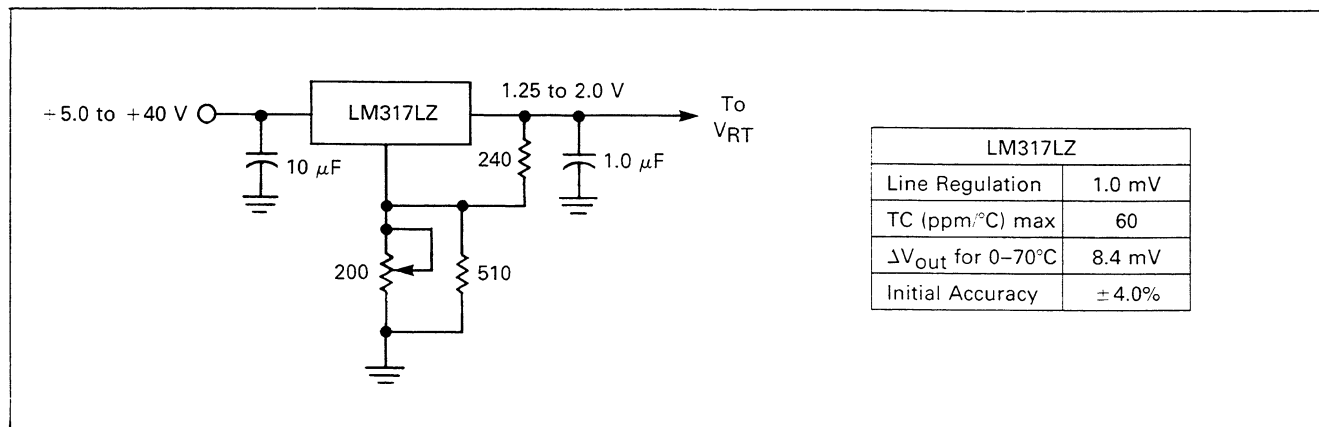 ÷5.0 to +40 V
LM317LZ
1.25 to 2.0 V
To
VRT
10 μF
240
1.0 μF
200
510
LM317LZ
Line Regulation 1.0 mV
TC (ppm/°C) max 60
ΔVout for 0–70°C 8.4 mV
Initial Accuracy ±4.0%